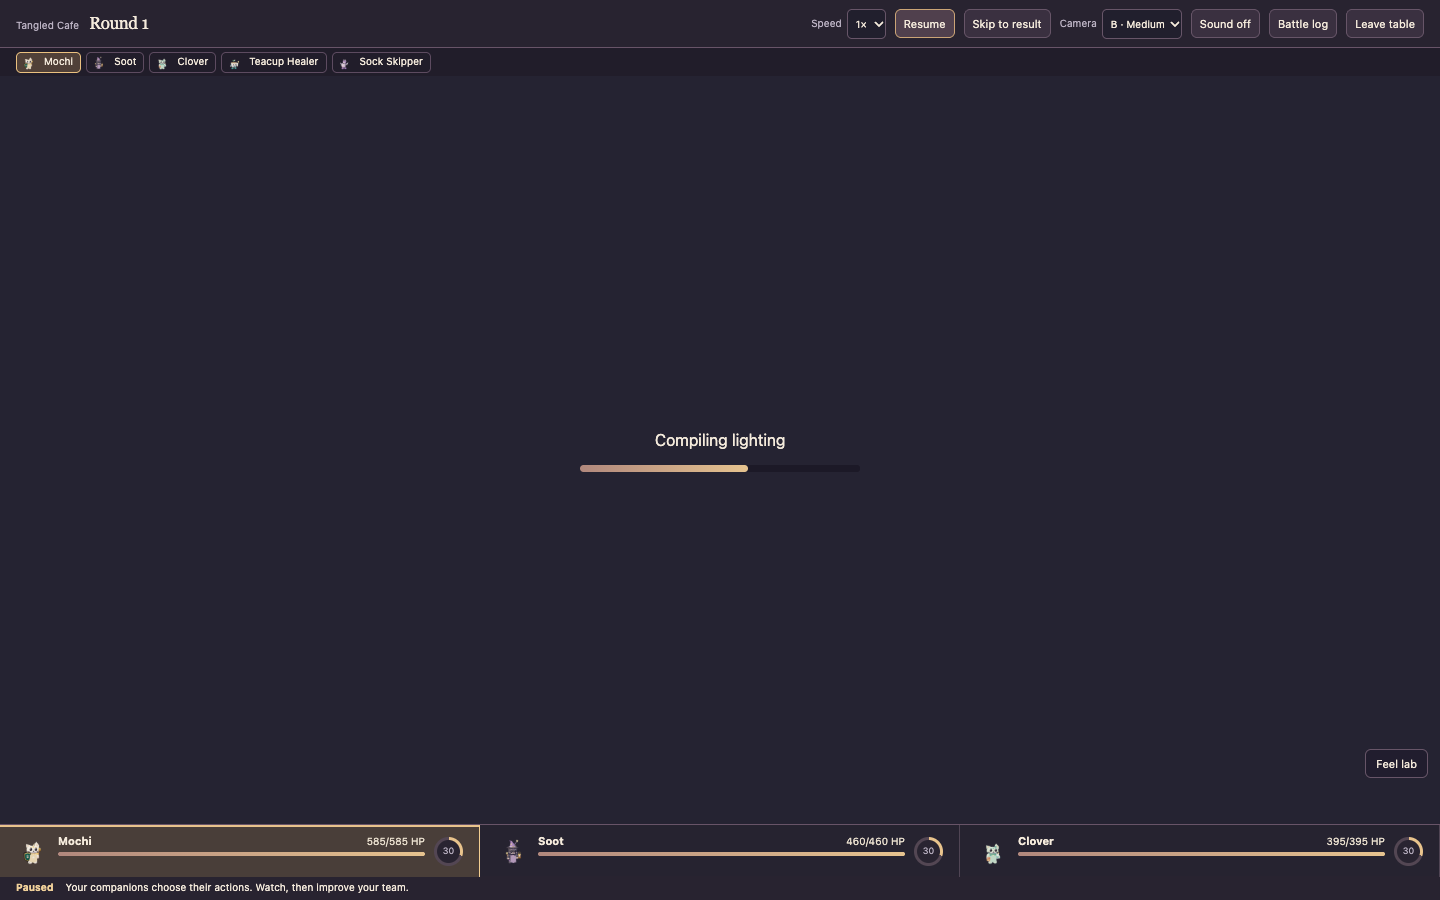 Tangled Cafe Round 1 Speed 1× Resume Skip to result Camera B · Medium Sound off Battle log Leave table
Mochi Soot Clover Teacup Healer Sock Skipper
Compiling lighting
Feel lab
Mochi 585/585 HP 30 Soot 460/460 HP 30 Clover 395/395 HP 30
Paused Your companions choose their actions. Watch, then improve your team.